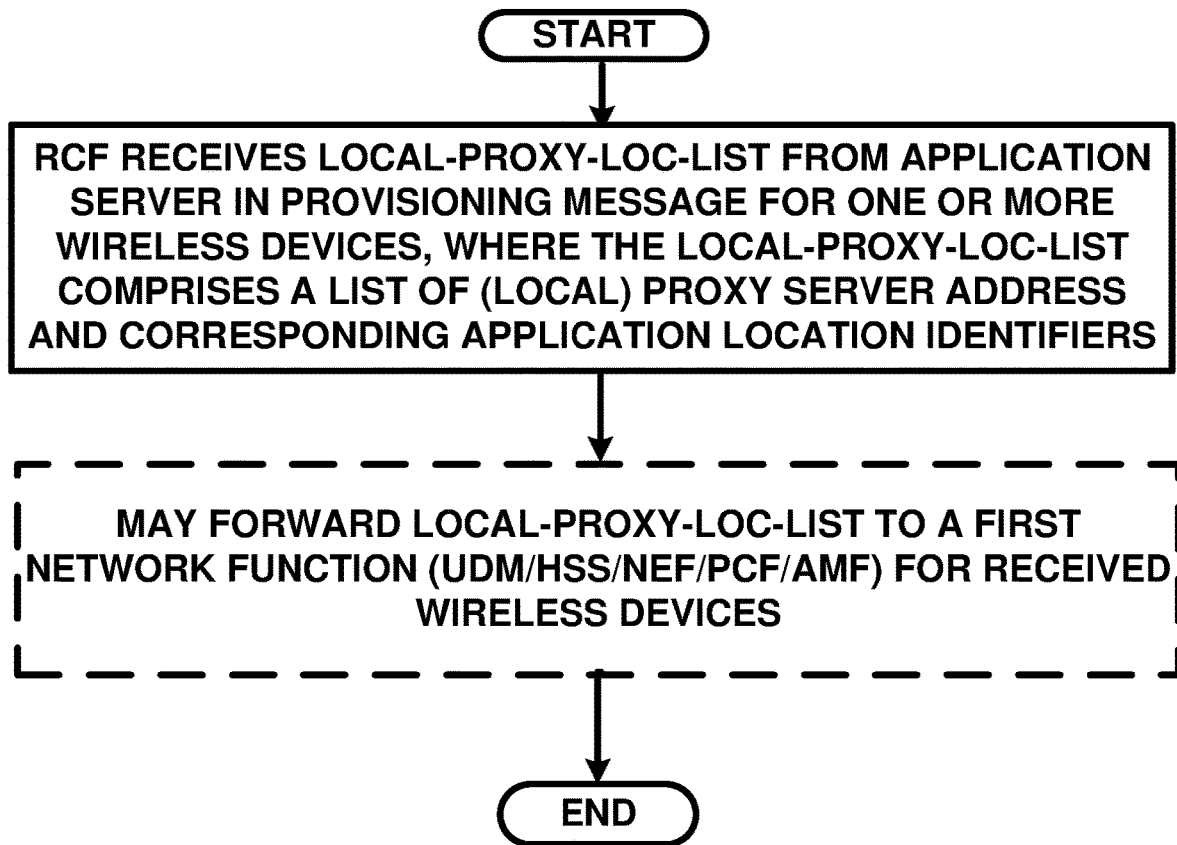 START
RCF RECEIVES LOCAL-PROXY-LOC-LIST FROM APPLICATION
SERVER IN PROVISIONING MESSAGE FOR ONE OR MORE
WIRELESS DEVICES, WHERE THE LOCAL-PROXY-LOC-LIST
COMPRISES A LIST OF (LOCAL) PROXY SERVER ADDRESS
AND CORRESPONDING APPLICATION LOCATION IDENTIFIERS
MAY FORWARD LOCAL-PROXY-LOC-LIST TO A FIRST
NETWORK FUNCTION (UDM/HSS/NEF/PCF/AMF) FOR RECEIVED
WIRELESS DEVICES
END